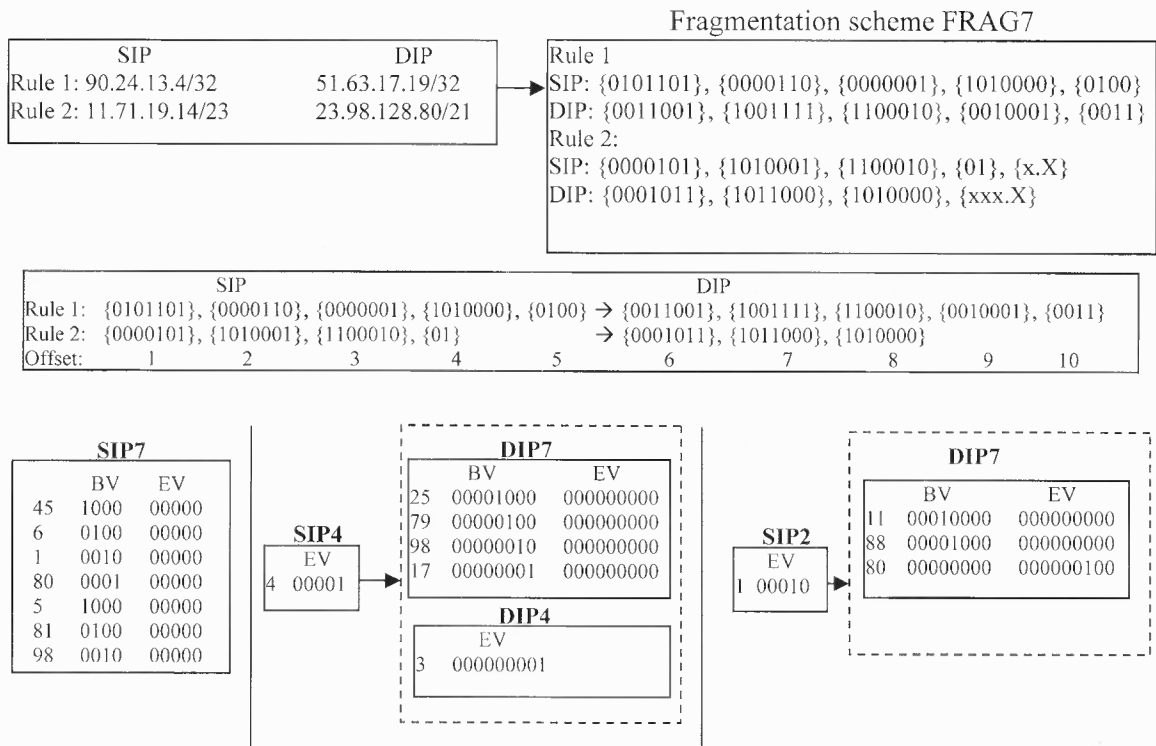 Fragmentation scheme FRAG7
SIP DIP
Rule 1: 90.24.13.4/32 51.63.17.19/32
Rule 2: 11.71.19.14/23 23.98.128.80/21
Rule 1
SIP: {0101101}, {0000110}, {0000001}, {1010000}, {0100}
DIP: {0011001}, {1001111}, {1100010}, {0010001}, {0011}
Rule 2:
SIP: {0000101}, {1010001}, {1100010}, {01}, {x.X}
DIP: {0001011}, {1011000}, {1010000}, {xxx.X}
SIP DIP
Rule 1: {0101101}, {0000110}, {0000001}, {1010000}, {0100} → {0011001}, {1001111}, {1100010}, {0010001}, {0011}
Rule 2: {0000101}, {1010001}, {1100010}, {01} → {0001011}, {1011000}, {1010000}
Offset: 1 2 3 4 5 6 7 8 9 10
SIP7
BV EV
45 1000 00000
6 0100 00000
1 0010 00000
80 0001 00000
5 1000 00000
81 0100 00000
98 0010 00000
SIP4
EV
4 00001
DIP7
BV EV
25 00001000 000000000
79 00000100 000000000
98 00000010 000000000
17 00000001 000000000
DIP4
EV
3 000000001
SIP2
EV
1 00010
DIP7
BV EV
11 00010000 000000000
88 00001000 000000000
80 00000000 000000100